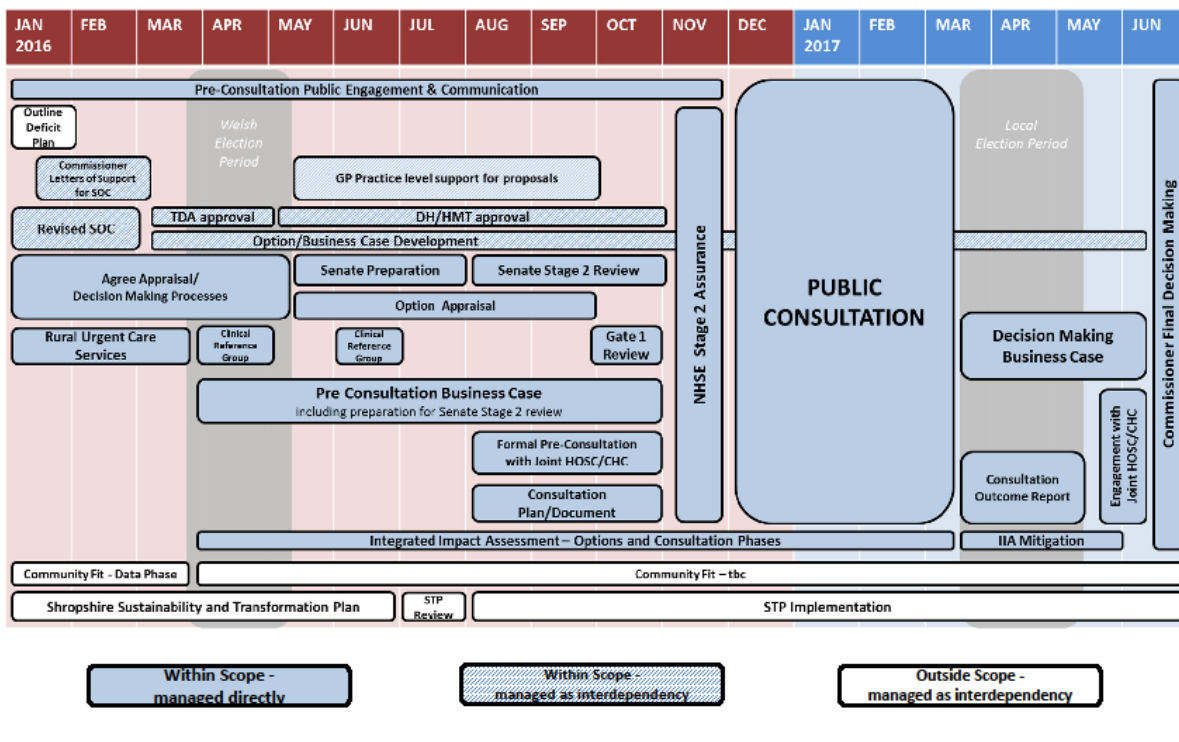 JAN
2016
FEB
MAR
APR
MAY
JUN
JUL
AUG
SEP
OCT
NOV
DEC
JAN
2017
FEB
MAR
APR
MAY
JUN
Pre-Consultation Public Engagement & Communication
Outline
Deficit
Plan
Welsh
Election
Period
Local
Election Period
Commissioner
Letters of Support
for SOC
GP Practice level support for proposals
Revised SOC
TDA approval
DH/HMT approval
Option/Business Case Development
Agree Appraisal/
Decision Making Processes
Senate Preparation
Senate Stage 2 Review
Option Appraisal
Rural Urgent Care
Services
Clinical
Reference
Group
Clinical
Reference
Group
Gate 1
Review
Pre Consultation Business Case
including preparation for Senate Stage 2 review
Formal Pre-Consultation
with Joint HOSC/CHC
Consultation
Plan/Document
NHSE Stage 2 Assurance
PUBLIC
CONSULTATION
Decision Making
Business Case
Consultation
Outcome Report
Engagement with
Joint HOSC/CHC
Commissioner Final Decision Making
Integrated Impact Assessment – Options and Consultation Phases
IIA Mitigation
Community Fit - Data Phase
Community Fit – tbc
Shropshire Sustainability and Transformation Plan
STP
Review
STP Implementation
Within Scope -
managed directly
Within Scope -
managed as interdependency
Outside Scope -
managed as interdependency